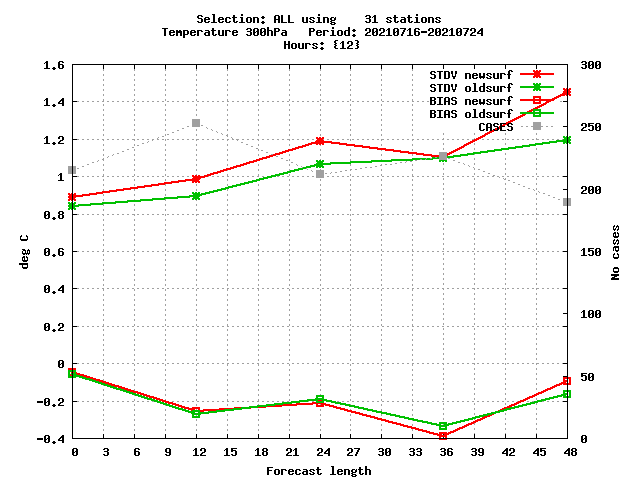 Selection: ALL using 31 stations
Temperature 300hPa Period: 20210716-20210724
Hours: {12}
1.6 300
STDV newsurf
STDV oldsurf
1.4 BIAS newsurf
BIAS oldsurf
CASES 250
1.2
1
0.8 200
0.6
deg C
No cases
150
0.4
0.2 100
0
50
-0.2
-0.4 0
0 3 6 9 12 15 18 21 24 27 30 33 36 39 42 45 48
Forecast length